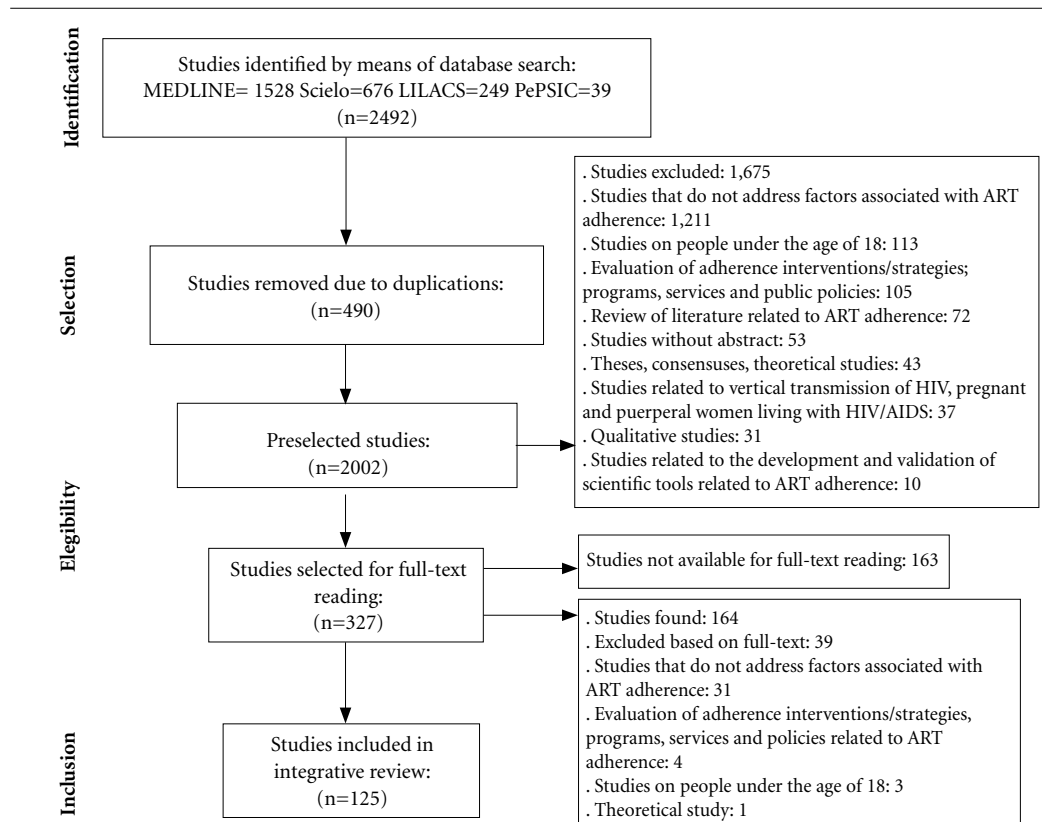 Identification
Studies identified by means of database search:
MEDLINE= 1528 Scielo=676 LILACS=249 PePSIC=39
(n=2492)
Selection
Studies removed due to duplications:
(n=490)
. Studies excluded: 1,675
. Studies that do not address factors associated with ART
adherence: 1,211
. Studies on people under the age of 18: 113
. Evaluation of adherence interventions/strategies;
programs, services and public policies: 105
. Review of literature related to ART adherence: 72
. Studies without abstract: 53
. Theses, consensuses, theoretical studies: 43
. Studies related to vertical transmission of HIV, pregnant
and puerperal women living with HIV/AIDS: 37
. Qualitative studies: 31
. Studies related to the development and validation of
scientific tools related to ART adherence: 10
Preselected studies:
(n=2002)
Elegibility
Studies selected for full-text
reading:
(n=327)
Studies not available for full-text reading: 163
. Studies found: 164
. Excluded based on full-text: 39
. Studies that do not address factors associated with
ART adherence: 31
. Evaluation of adherence interventions/strategies,
programs, services and policies related to ART
adherence: 4
. Studies on people under the age of 18: 3
. Theoretical study: 1
Inclusion
Studies included in
integrative review:
(n=125)